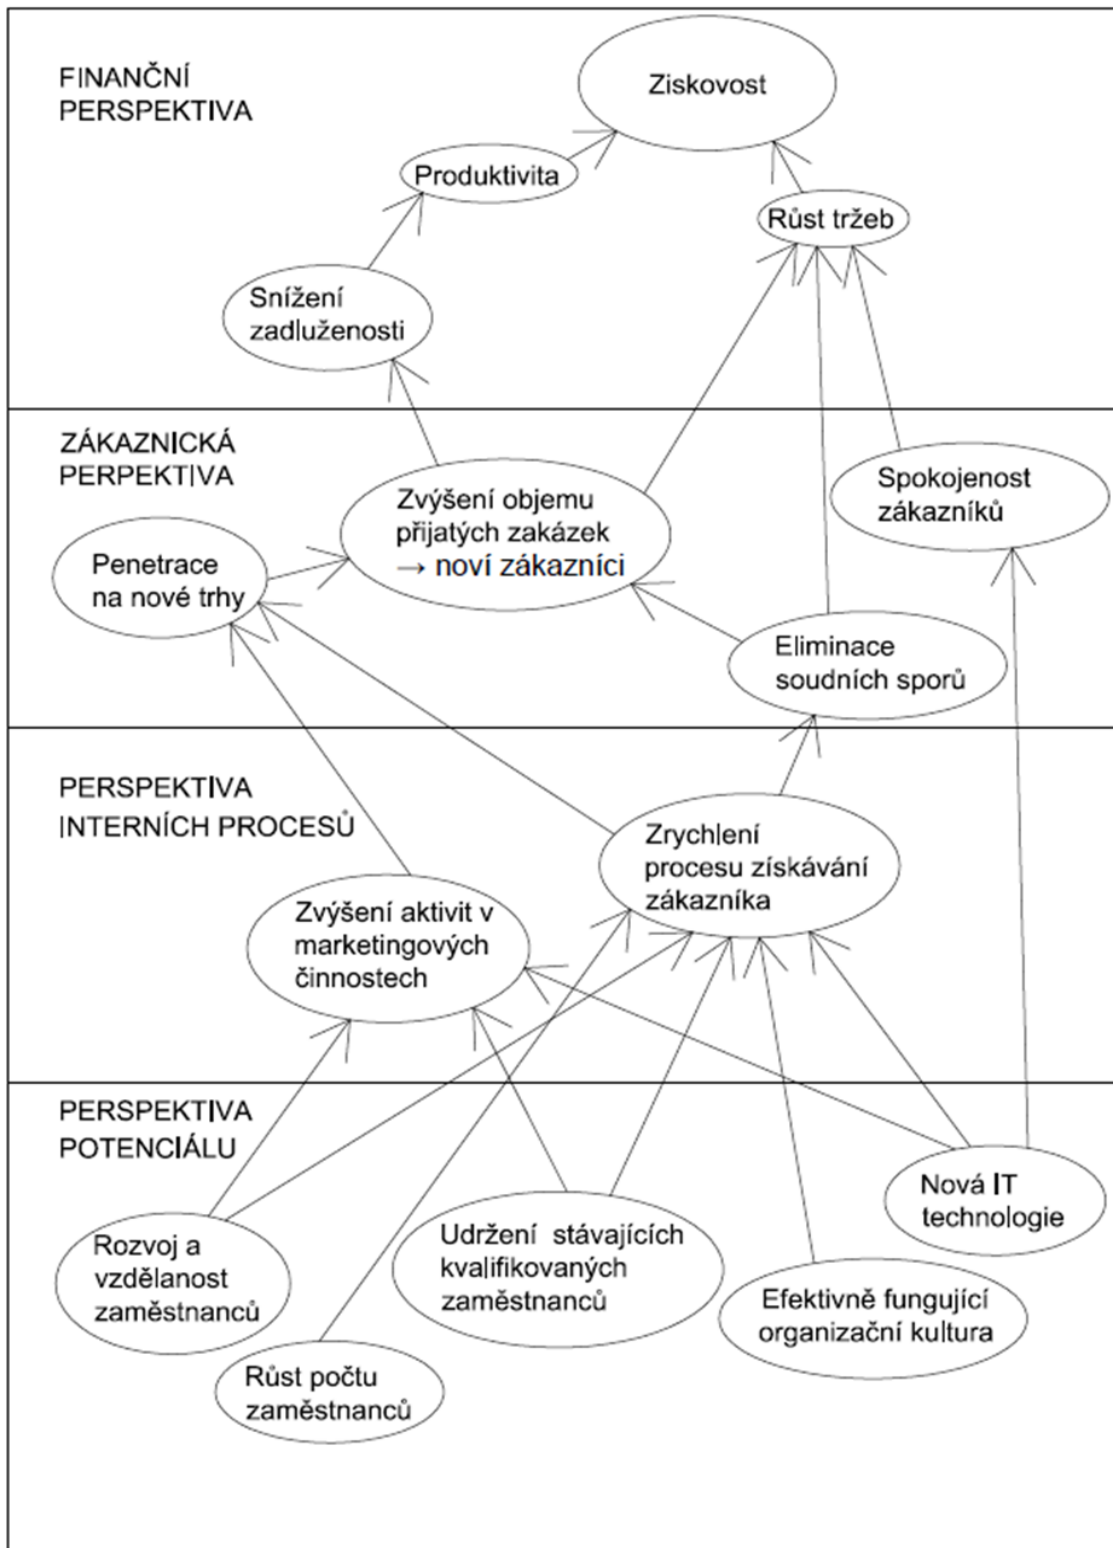 FINANČNÍ
PERSPEKTIVA
Ziskovost
Produktivita
Růst tržeb
Snížení
zadluženosti
ZÁKAZNICKÁ
PERPEKTIVA
Zvýšení objemu
přijatých zakázek
→ noví zákazníci
Spokojenost
zákazníků
Penetrace
na nové trhy
Eliminace
soudních sporů
PERSPEKTIVA
INTERNÍCH PROCESŮ
Zrychlení
procesu získávání
zákazníka
Zvýšení aktivit v
marketingových
činnostech
PERSPEKTIVA
POTENCIÁLU
Nová IT
technologie
Rozvoj a
vzdělanost
zaměstnanců
Udržení stávajících
kvalifikovaných
zaměstnanců
Efektivně fungující
organizační kultura
Růst počtu
zaměstnanců